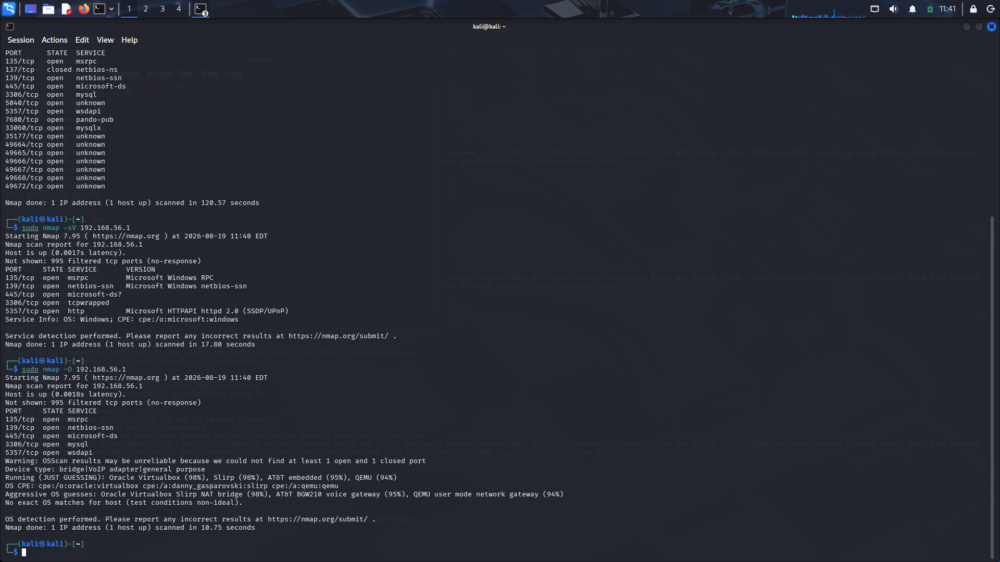 1 2 3 4 3 11:41
kali@kali: ~
Session Actions Edit View Help
PORT      STATE  SERVICE
135/tcp   open   msrpc
137/tcp   closed netbios-ns
139/tcp   open   netbios-ssn
445/tcp   open   microsoft-ds
3306/tcp  open   mysql
5040/tcp  open   unknown
5357/tcp  open   wsdapi
7680/tcp  open   pando-pub
33060/tcp open   mysqlx
35177/tcp open   unknown
49664/tcp open   unknown
49665/tcp open   unknown
49666/tcp open   unknown
49667/tcp open   unknown
49668/tcp open   unknown
49672/tcp open   unknown
Nmap done: 1 IP address (1 host up) scanned in 120.57 seconds
┌──(kali㉿kali)-[~]
└─$ sudo nmap -sV 192.168.56.1
Starting Nmap 7.95 ( https://nmap.org ) at 2026-08-19 11:40 EDT
Nmap scan report for 192.168.56.1
Host is up (0.0017s latency).
Not shown: 995 filtered tcp ports (no-response)
PORT     STATE SERVICE       VERSION
135/tcp  open  msrpc         Microsoft Windows RPC
139/tcp  open  netbios-ssn   Microsoft Windows netbios-ssn
445/tcp  open  microsoft-ds?
3306/tcp open  tcpwrapped
5357/tcp open  http          Microsoft HTTPAPI httpd 2.0 (SSDP/UPnP)
Service Info: OS: Windows; CPE: cpe:/o:microsoft:windows
Service detection performed. Please report any incorrect results at https://nmap.org/submit/ .
Nmap done: 1 IP address (1 host up) scanned in 17.80 seconds
┌──(kali㉿kali)-[~]
└─$ sudo nmap -O 192.168.56.1
Starting Nmap 7.95 ( https://nmap.org ) at 2026-08-19 11:40 EDT
Nmap scan report for 192.168.56.1
Host is up (0.0018s latency).
Not shown: 995 filtered tcp ports (no-response)
PORT     STATE SERVICE
135/tcp  open  msrpc
139/tcp  open  netbios-ssn
445/tcp  open  microsoft-ds
3306/tcp open  mysql
5357/tcp open  wsdapi
Warning: OSScan results may be unreliable because we could not find at least 1 open and 1 closed port
Device type: bridge|VoIP adapter|general purpose
Running (JUST GUESSING): Oracle Virtualbox (98%), Slirp (98%), AT&T embedded (95%), QEMU (94%)
OS CPE: cpe:/o:oracle:virtualbox cpe:/a:danny_gasparovski:slirp cpe:/a:qemu:qemu
Aggressive OS guesses: Oracle Virtualbox Slirp NAT bridge (98%), AT&T BGW210 voice gateway (95%), QEMU user mode network gateway (94%)
No exact OS matches for host (test conditions non-ideal).
OS detection performed. Please report any incorrect results at https://nmap.org/submit/ .
Nmap done: 1 IP address (1 host up) scanned in 10.75 seconds
┌──(kali㉿kali)-[~]
└─$